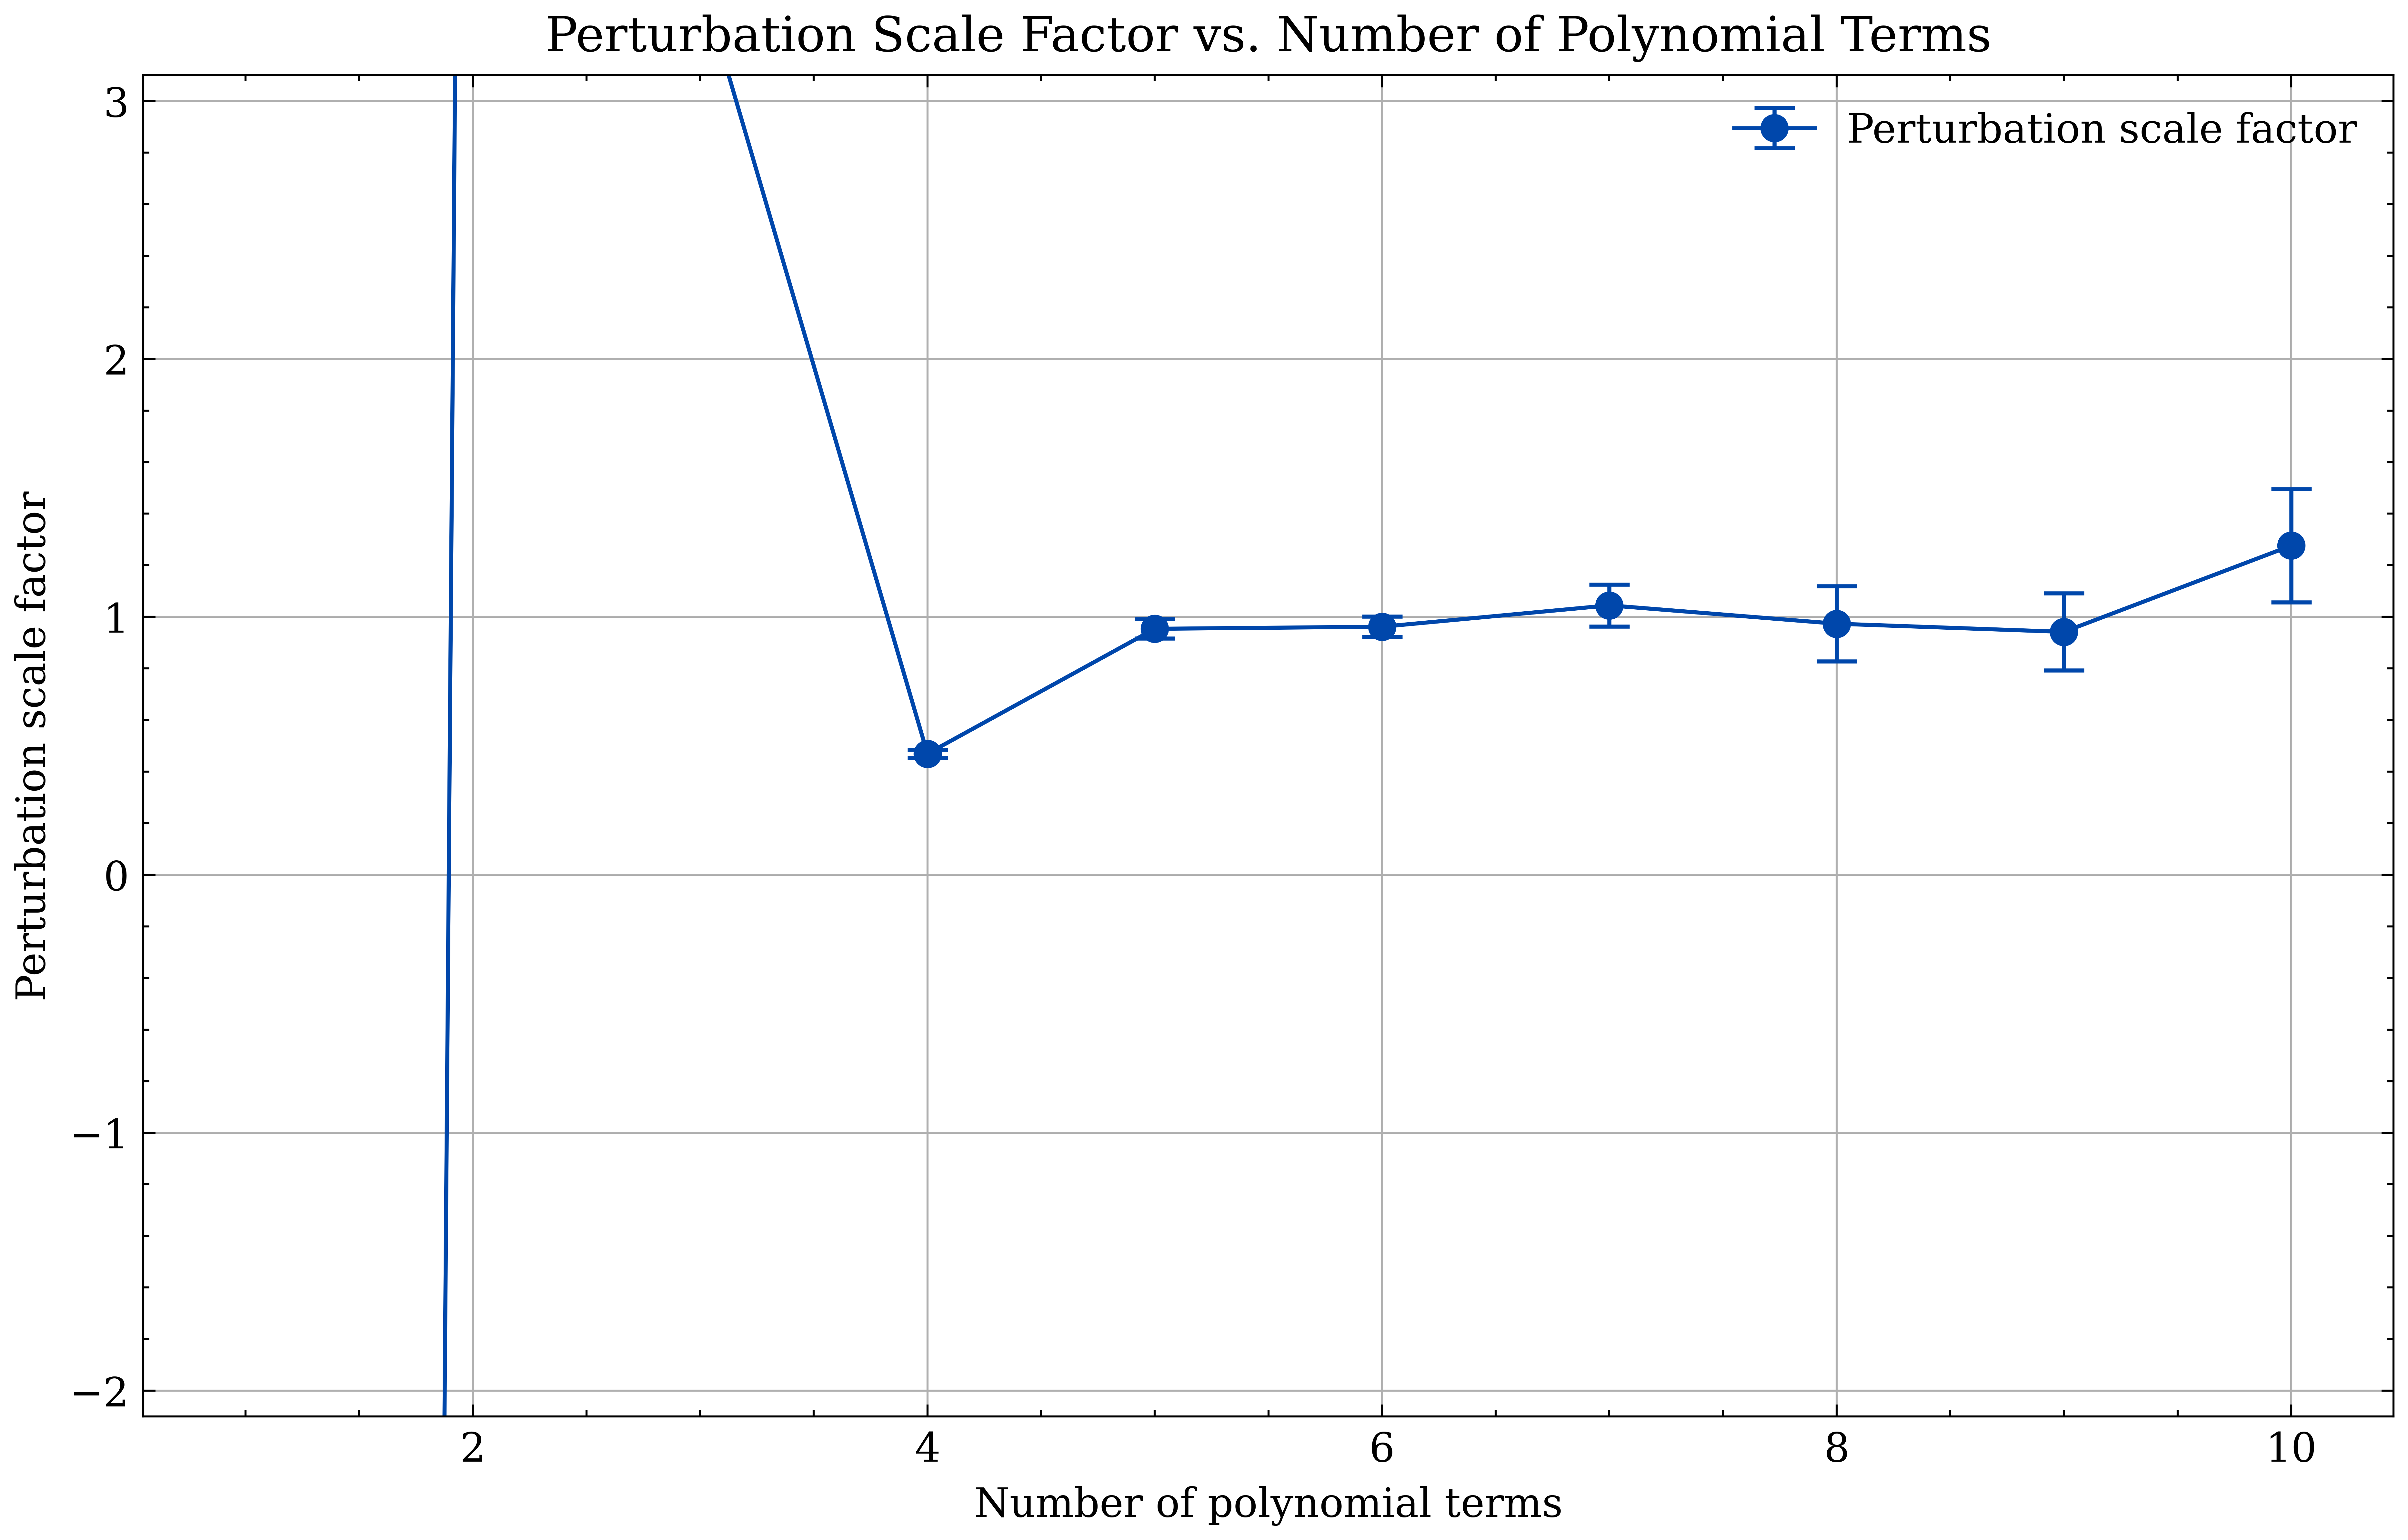 Perturbation Scale Factor vs. Number of Polynomial Terms
Perturbation scale factor
Perturbation scale factor
3
2
1
0
−1
−2
2
4
6
8
10
Number of polynomial terms